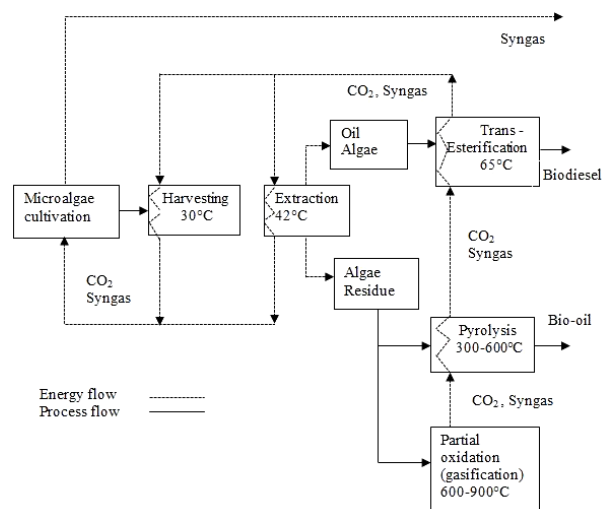 Syngas
CO₂, Syngas
Oil
Algae
Trans -
Esterification
65°C
Biodiesel
Microalgae
cultivation
Harvesting
30°C
Extraction
42°C
CO₂
Syngas
CO₂
Syngas
Algae
Residue
Bio-oil
Pyrolysis
300-600°C
Energy flow
Process flow
CO₂, Syngas
Partial
oxidation
(gasification)
600-900°C